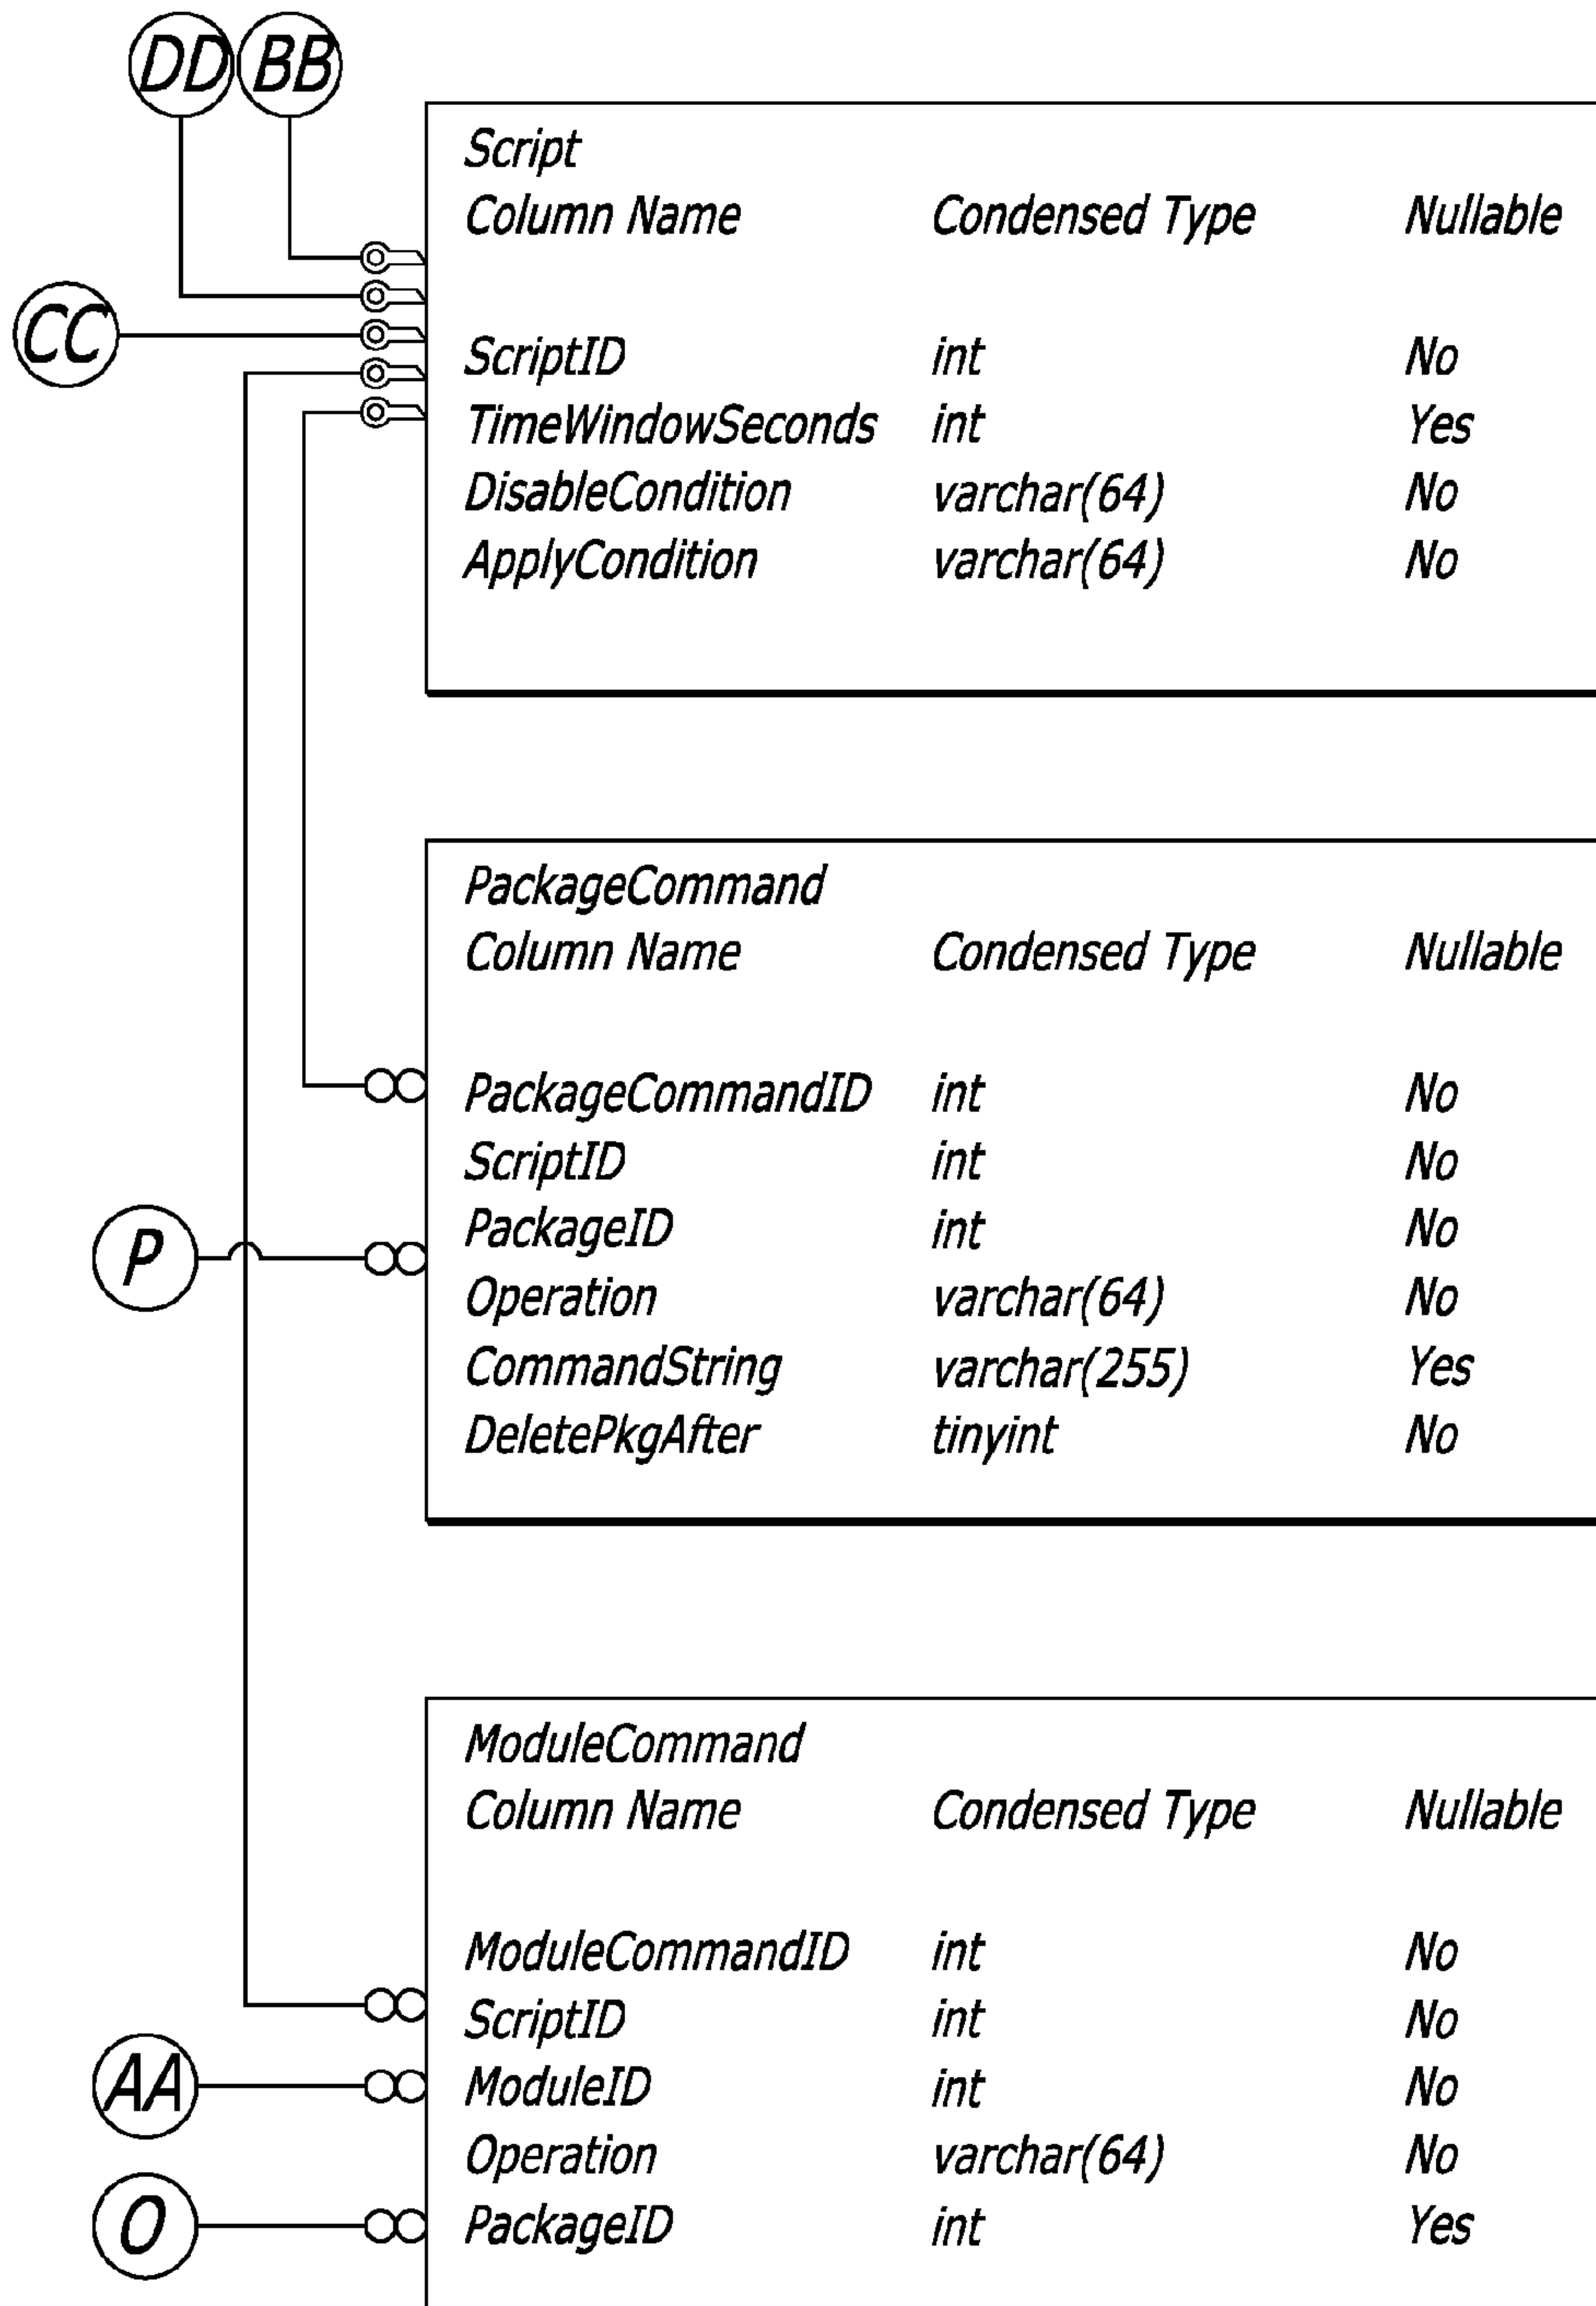 DD BB
Script
Column Name Condensed Type Nullable
CC
ScriptID int No
TimeWindowSeconds int Yes
DisableCondition varchar(64) No
ApplyCondition varchar(64) No
PackageCommand
Column Name Condensed Type Nullable
PackageCommandID int No
ScriptID int No
PackageID int No
P
Operation varchar(64) No
CommandString varchar(255) Yes
DeletePkgAfter tinyint No
ModuleCommand
Column Name Condensed Type Nullable
ModuleCommandID int No
ScriptID int No
AA ModuleID int No
Operation varchar(64) No
O PackageID int Yes